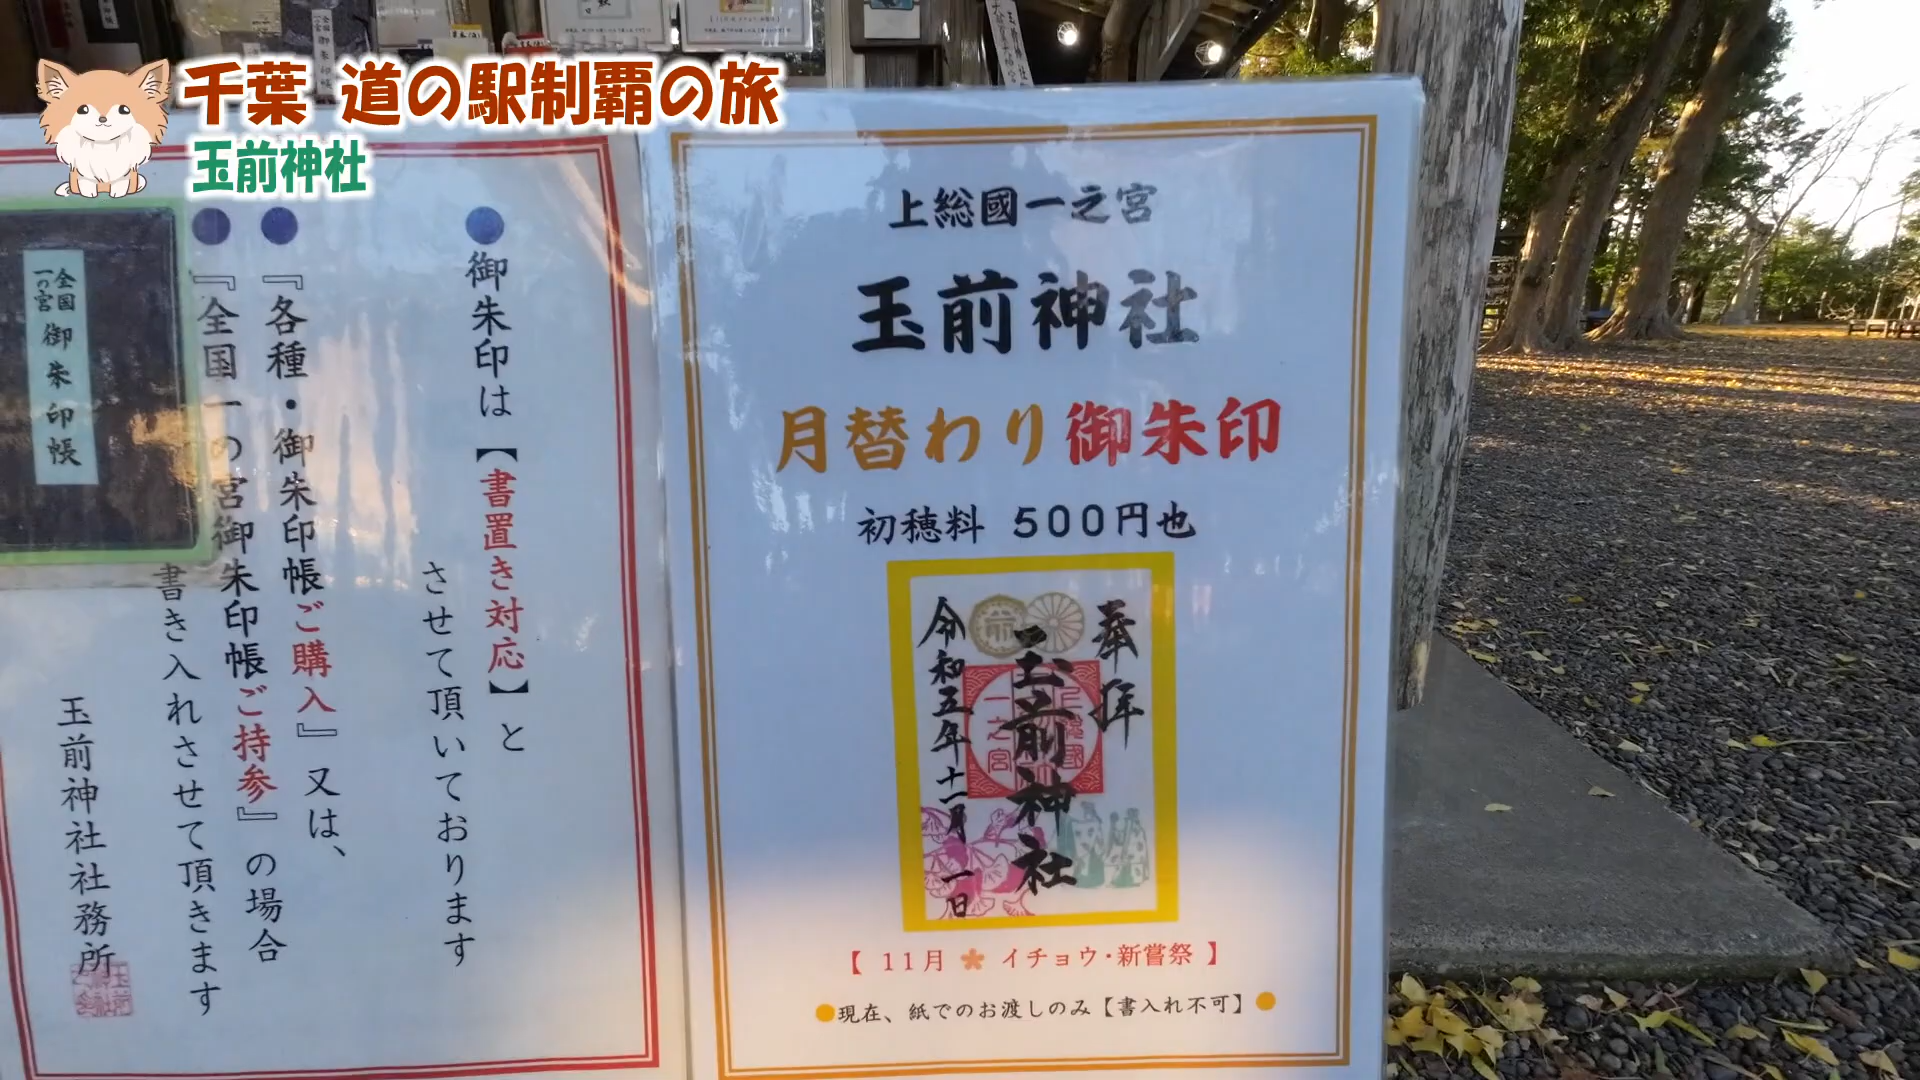 千葉 道の駅制覇の旅
玉前神社
全国
一の宮
御朱印帳
●御朱印は【書置き対応】と
させて頂いております
●『各種・御朱印帳ご購入』又は、
●『全国一の宮御朱印帳ご持参』の場合
書き入れさせて頂きます
玉前神社社務所
上総國一之宮
玉前神社
月替わり御朱印
初穂料 500円也
奉拝
玉前神社
令和五年十一月一日
【 11月 イチョウ・新嘗祭 】
●現在、紙でのお渡しのみ【書入れ不可】●